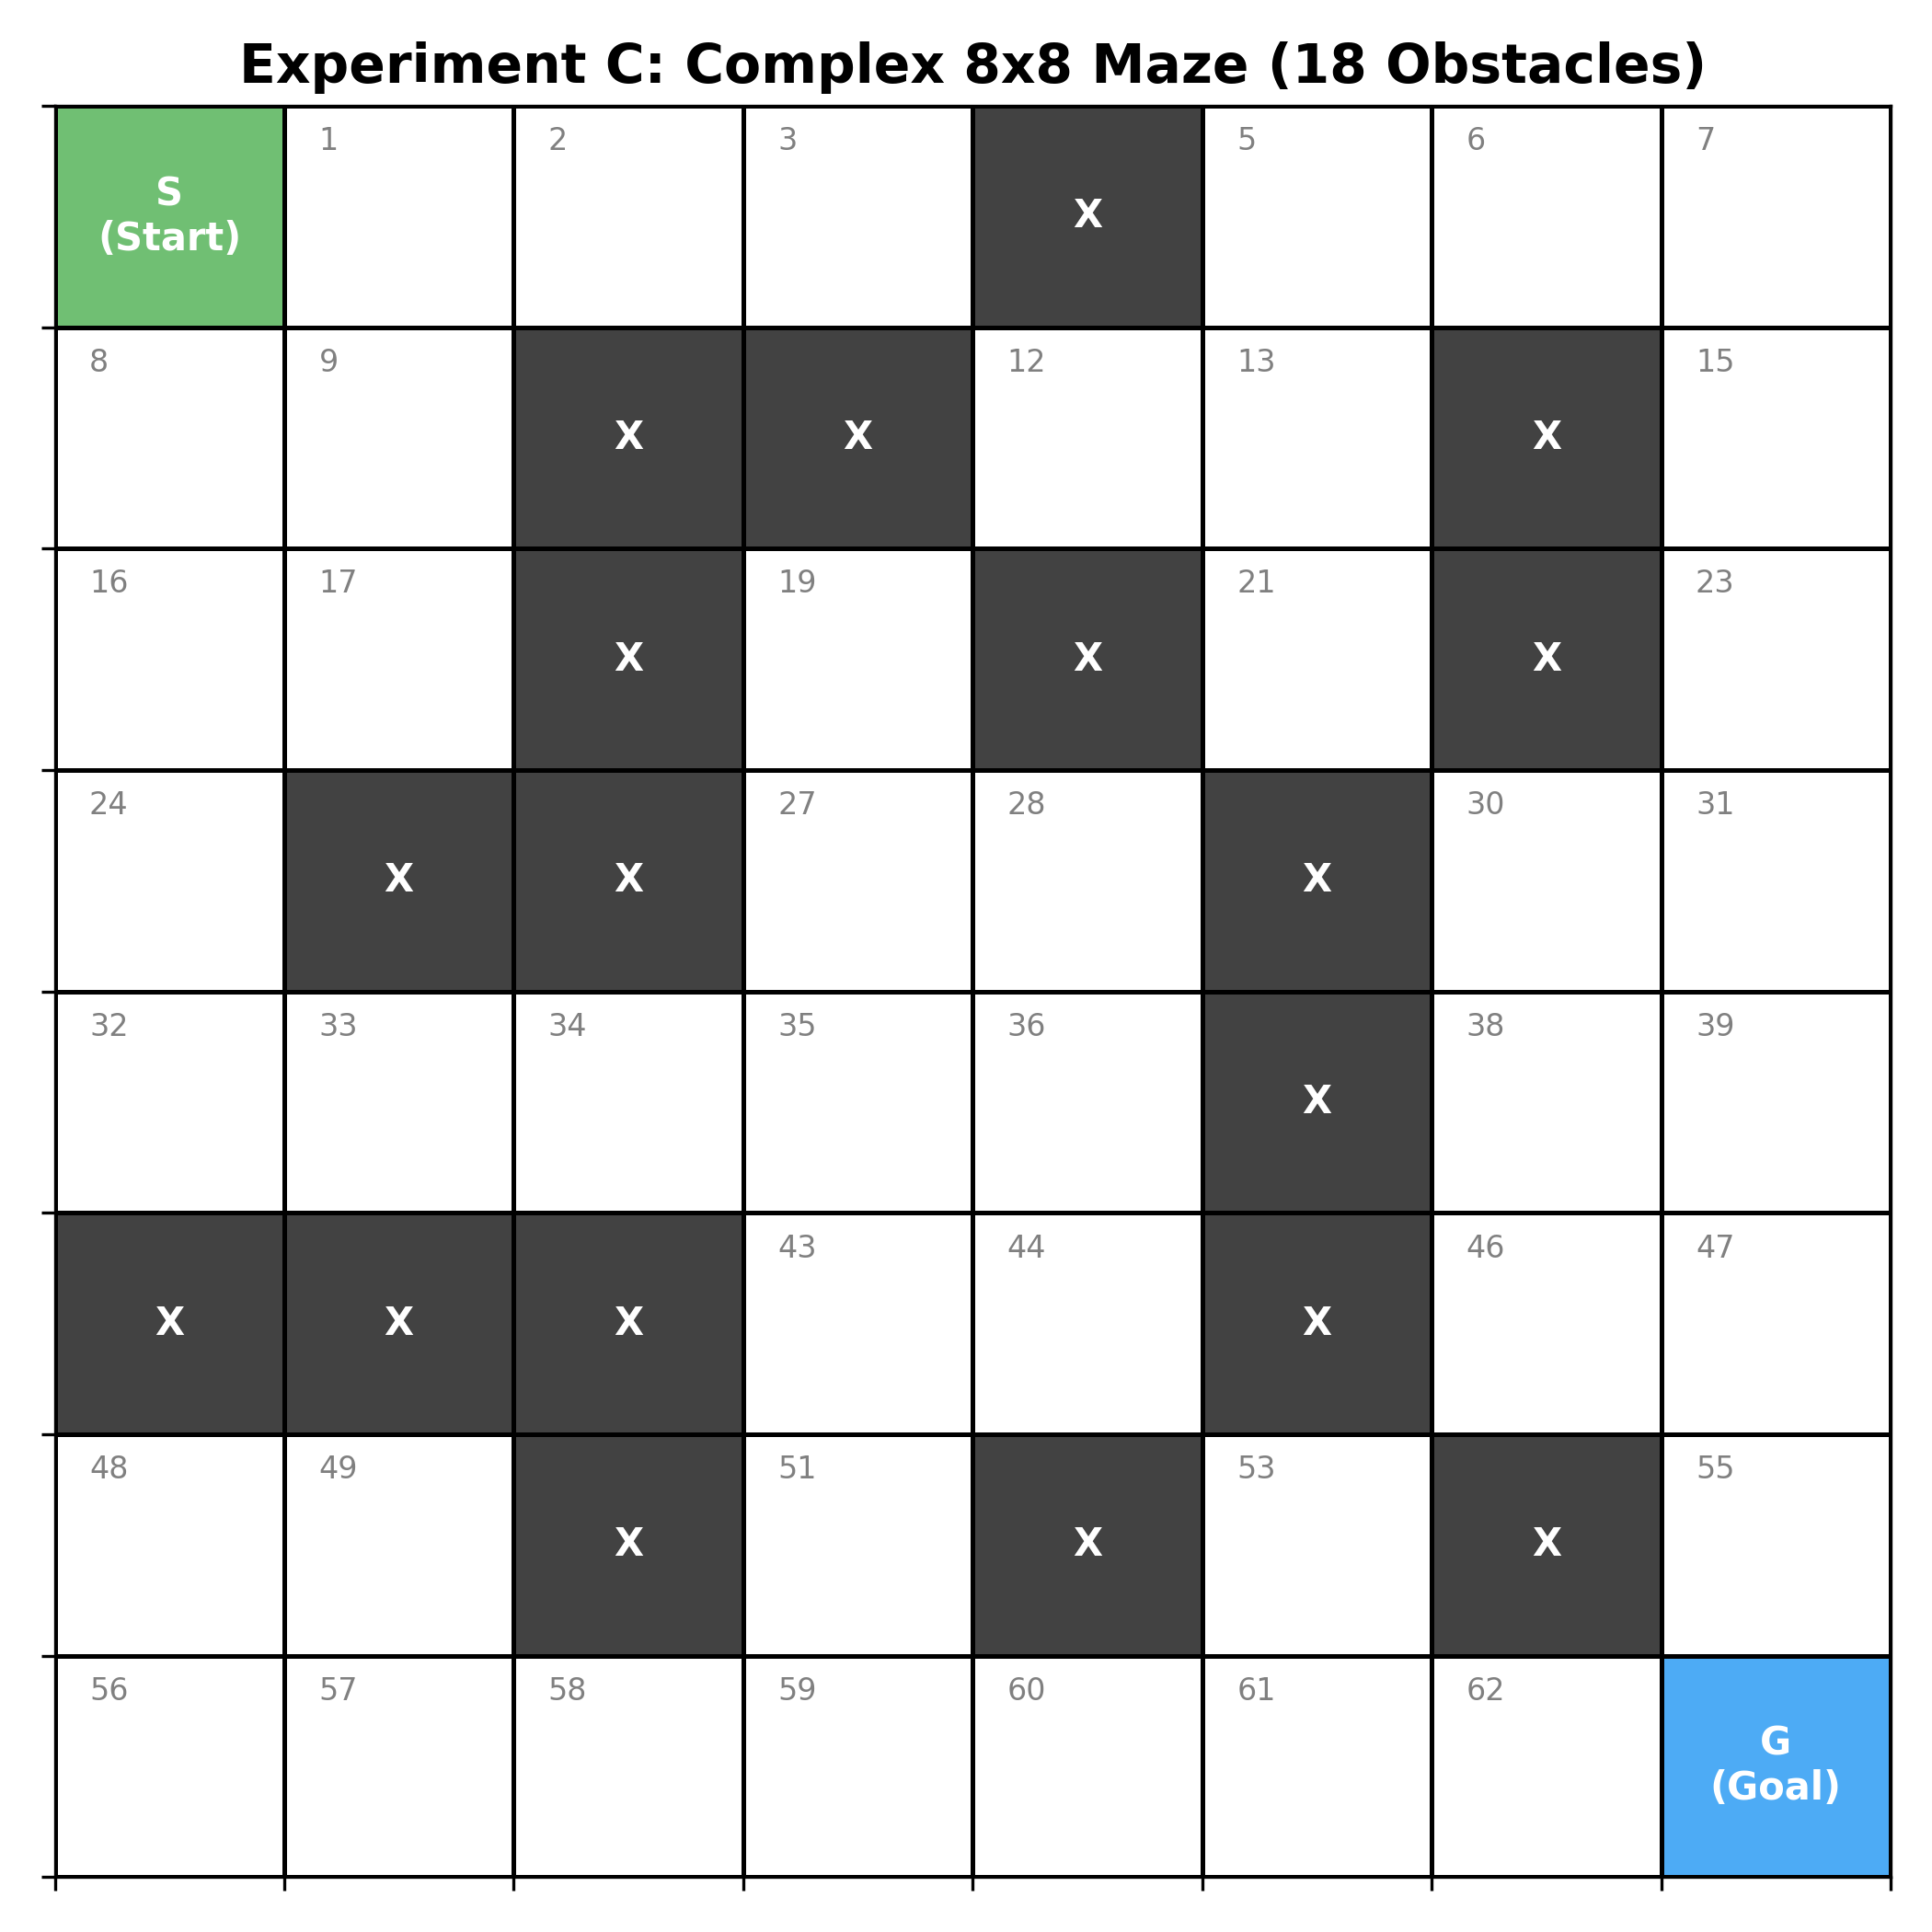 Experiment C: Complex 8x8 Maze (18 Obstacles)
S
(Start)
1
2
3
X
5
6
7
8
9
X
X
12
13
X
15
16
17
X
19
X
21
X
23
24
X
X
27
28
X
30
31
32
33
34
35
36
X
38
39
X
X
X
43
44
X
46
47
48
49
X
51
X
53
X
55
56
57
58
59
60
61
62
G
(Goal)